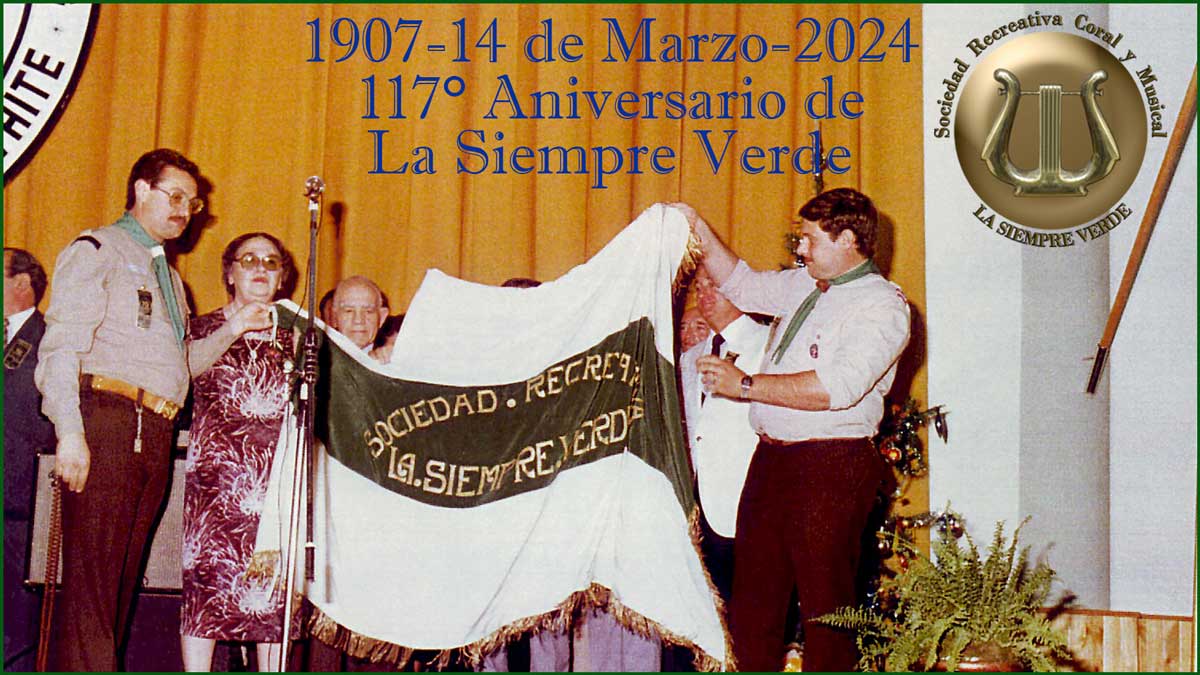 1907-14 de Marzo-2024
117° Aniversario de
La Siempre Verde
Sociedad Recreativa Coral y Musical
LA SIEMPRE VERDE
HITE
SOCIEDAD . RECREA
LA.SIEMPRE.VERDE